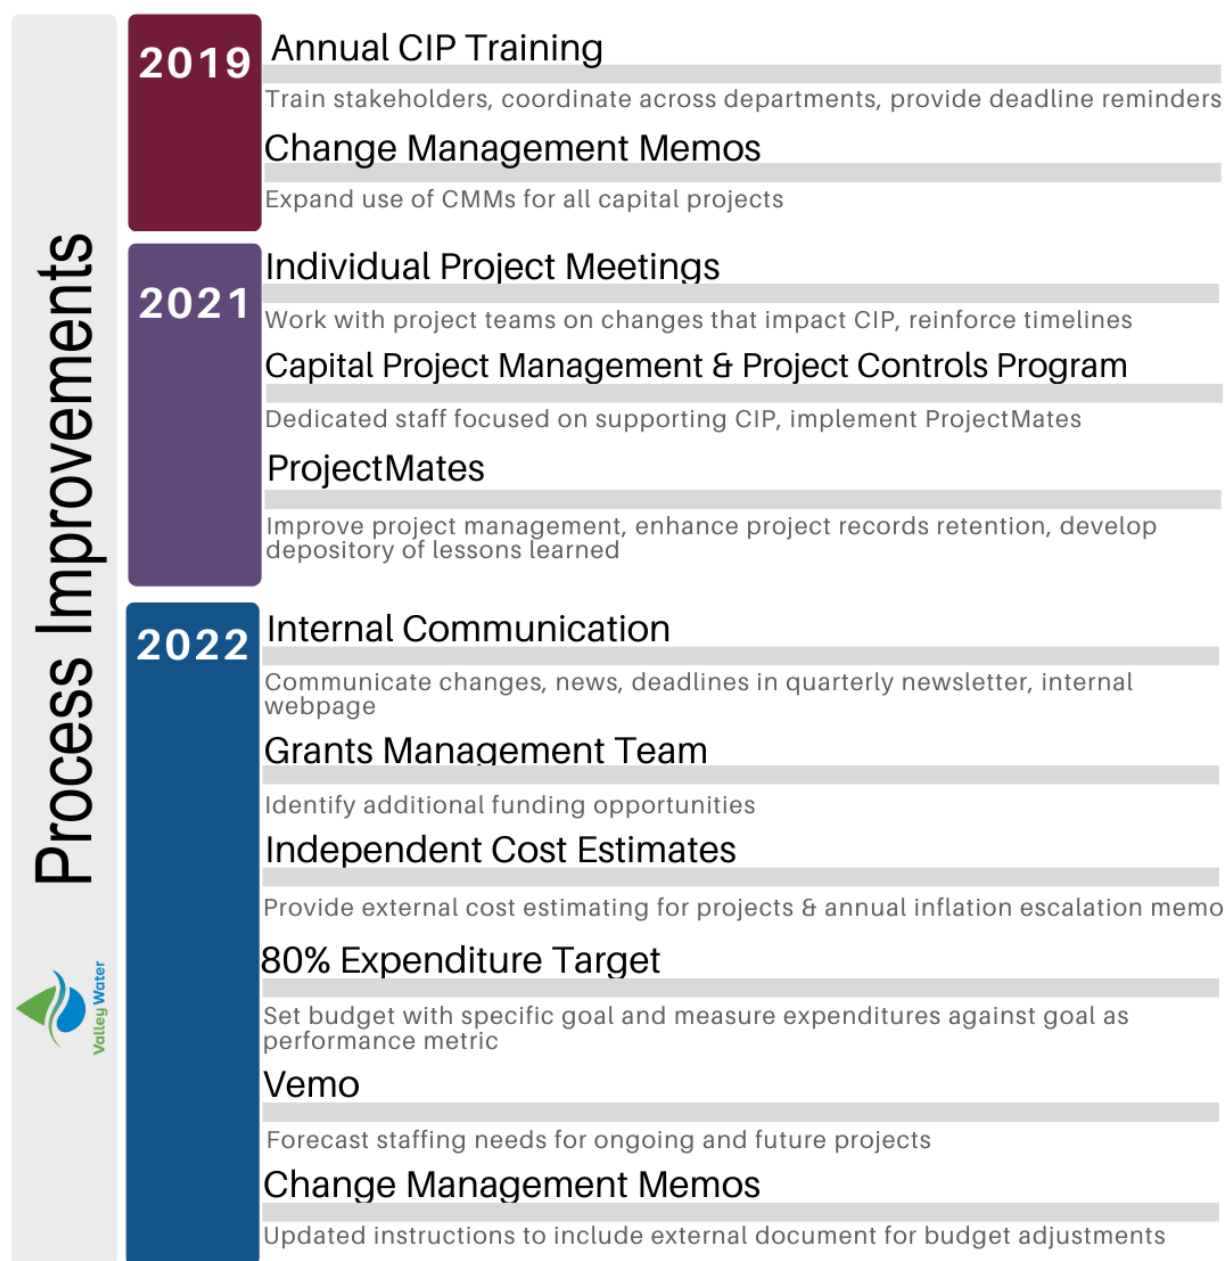 Process Improvements
Valley Water
2019
Annual CIP Training
Train stakeholders, coordinate across departments, provide deadline reminders
Change Management Memos
Expand use of CMMs for all capital projects
2021
Individual Project Meetings
Work with project teams on changes that impact CIP, reinforce timelines
Capital Project Management & Project Controls Program
Dedicated staff focused on supporting CIP, implement ProjectMates
ProjectMates
Improve project management, enhance project records retention, develop
depository of lessons learned
2022
Internal Communication
Communicate changes, news, deadlines in quarterly newsletter, internal
webpage
Grants Management Team
Identify additional funding opportunities
Independent Cost Estimates
Provide external cost estimating for projects & annual inflation escalation memo
80% Expenditure Target
Set budget with specific goal and measure expenditures against goal as
performance metric
Vemo
Forecast staffing needs for ongoing and future projects
Change Management Memos
Updated instructions to include external document for budget adjustments